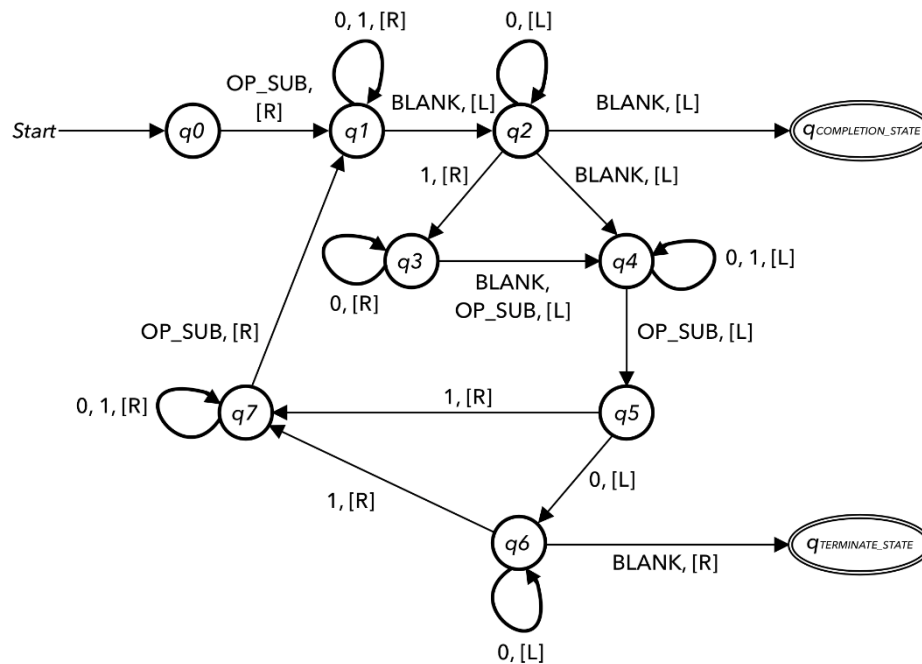 0, 1, [R]
0, [L]
OP_SUB,
[R]
BLANK, [L]
BLANK, [L]
Start
q0
q1
q2
qCOMPLETION_STATE
1, [R]
BLANK, [L]
q3
q4
0, 1, [L]
0, [R]
BLANK,
OP_SUB, [L]
OP_SUB, [R]
OP_SUB, [L]
0, 1, [R]
q7
1, [R]
q5
0, [L]
1, [R]
q6
BLANK, [R]
qTERMINATE_STATE
0, [L]